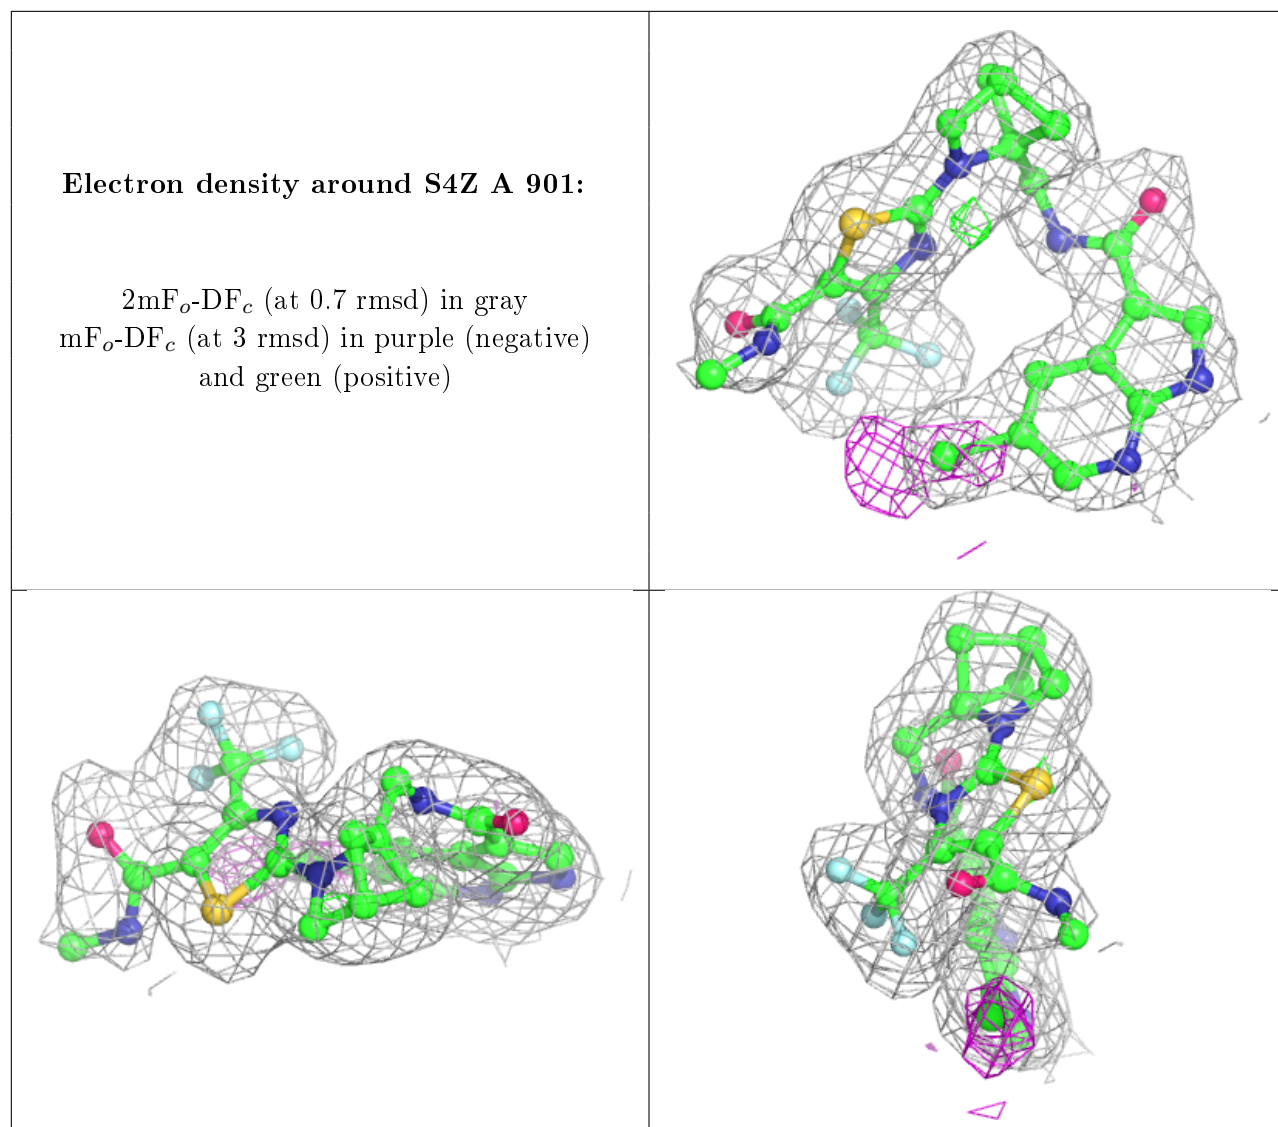 Electron density around S4Z A 901:
2mFo-DFc (at 0.7 rmsd) in gray
mFo-DFc (at 3 rmsd) in purple (negative)
and green (positive)